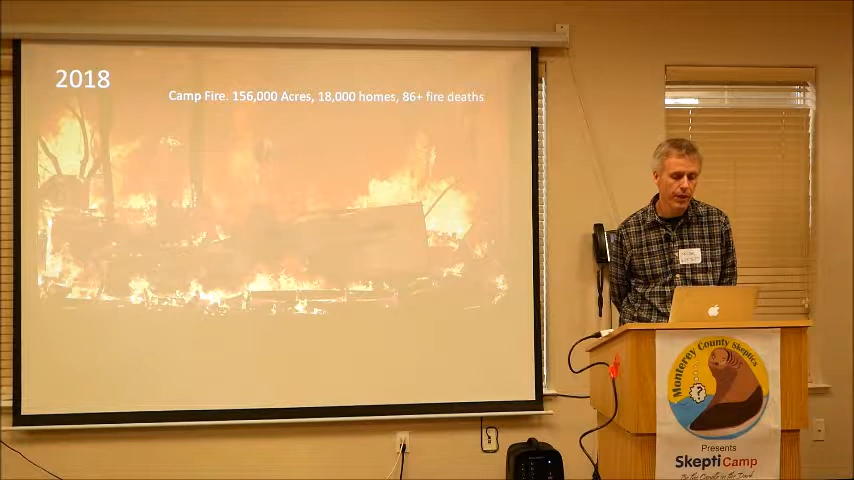 2018
Camp Fire. 156,000 Acres, 18,000 homes, 86+ fire deaths
Monterey County Skeptics
?
Presents
SkeptiCamp